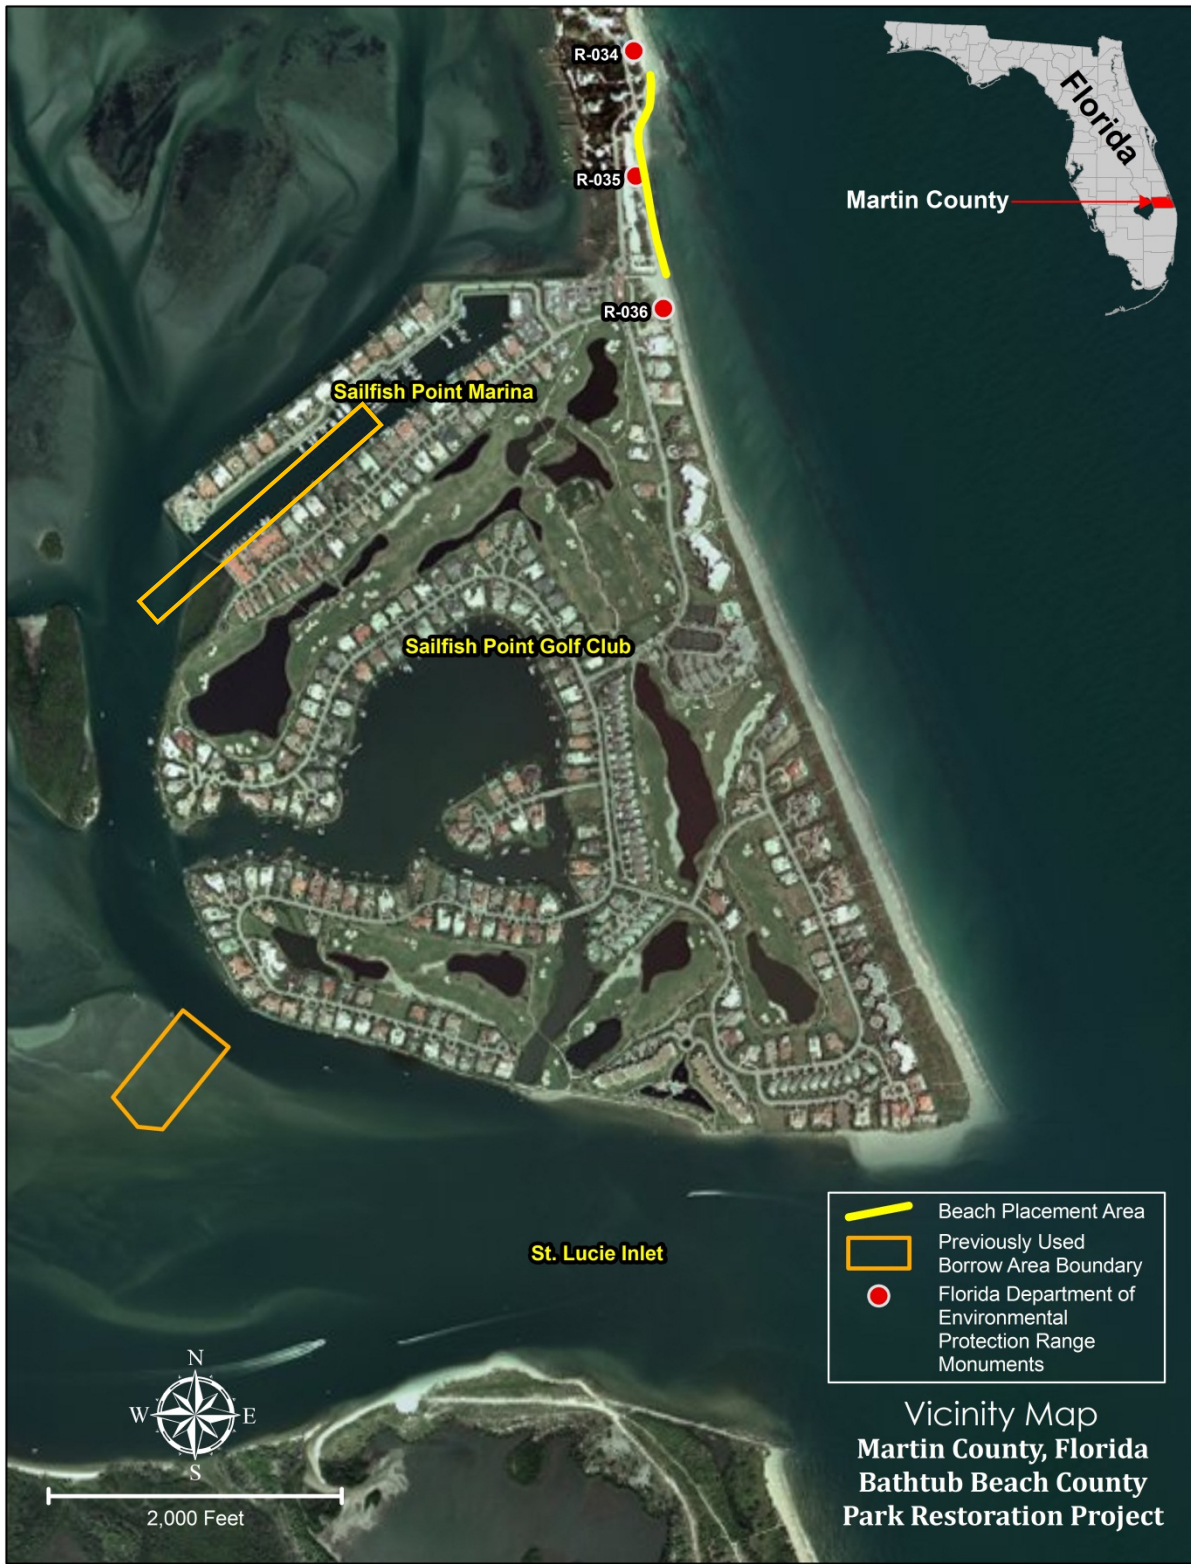 R-034
Florida
R-035
Martin County
R-036
Sailfish Point Marina
Sailfish Point Golf Club
Beach Placement Area
Previously Used
Borrow Area Boundary
St. Lucie Inlet
Florida Department of
Environmental
Protection Range
Monuments
N
W
E
S
2,000 Feet
Vicinity Map
Martin County, Florida
Bathtub Beach County
Park Restoration Project